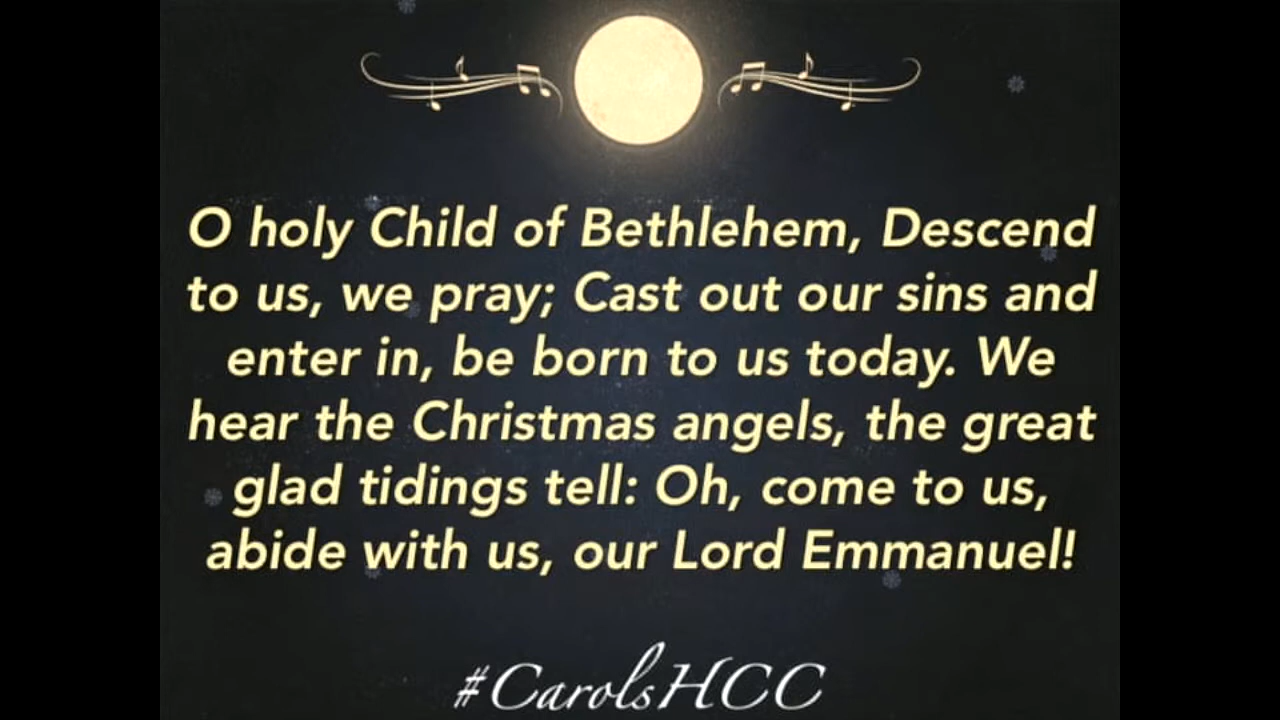 O holy Child of Bethlehem, Descend
to us, we pray; Cast out our sins and
enter in, be born to us today. We
hear the Christmas angels, the great
glad tidings tell: Oh, come to us,
abide with us, our Lord Emmanuel!
#CarolsHCC